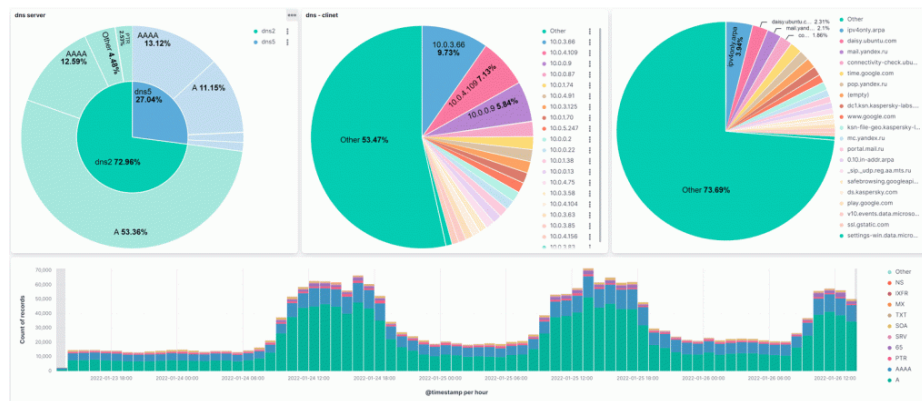 dns server
AAAA
13.12%
AAAA
12.59%
Other
4.48%
PTR
2.53%
dns5
27.04%
A 11.15%
dns2 72.96%
A 53.36%
dns2
dns5
dns - clinet
10.0.3.66
9.73%
10.0.4.109 7.13%
10.0.0.9 5.84%
Other 53.47%
Other
10.0.3.66
10.0.4.109
10.0.0.9
10.0.0.87
10.0.1.74
10.0.4.91
10.0.3.125
10.0.1.70
10.0.5.247
10.0.0.2
10.0.0.22
10.0.1.38
10.0.0.13
10.0.4.75
10.0.3.58
10.0.4.104
10.0.3.63
10.0.3.85
10.0.4.156
ipv4only.arpa
3.94%
daisy.ubuntu.c... 2.31%
mail.yand... 2.1%
co... 1.86%
Other 73.69%
Other
ipv4only.arpa
daisy.ubuntu.com
mail.yandex.ru
connectivity-check.ubu...
time.google.com
pop.yandex.ru
(empty)
dc1.ksn.kaspersky-labs....
www.google.com
ksn-file-geo.kaspersky-l...
mc.yandex.ru
portal.mail.ru
0.10.in-addr.arpa
_sip._udp.reg.aa.mts.ru
safebrowsing.googleapi...
ds.kaspersky.com
play.google.com
v10.events.data.microso...
ssl.gstatic.com
settings-win.data.micro...
Count of records
70,000
60,000
50,000
40,000
30,000
20,000
10,000
0
2022-01-23 18:00
2022-01-24 00:00
2022-01-24 06:00
2022-01-24 12:00
2022-01-24 18:00
2022-01-25 00:00
2022-01-25 06:00
2022-01-25 12:00
2022-01-25 18:00
2022-01-26 00:00
2022-01-26 06:00
2022-01-26 12:00
@timestamp per hour
Other
NS
IXFR
MX
TXT
SOA
SRV
65
PTR
AAAA
A